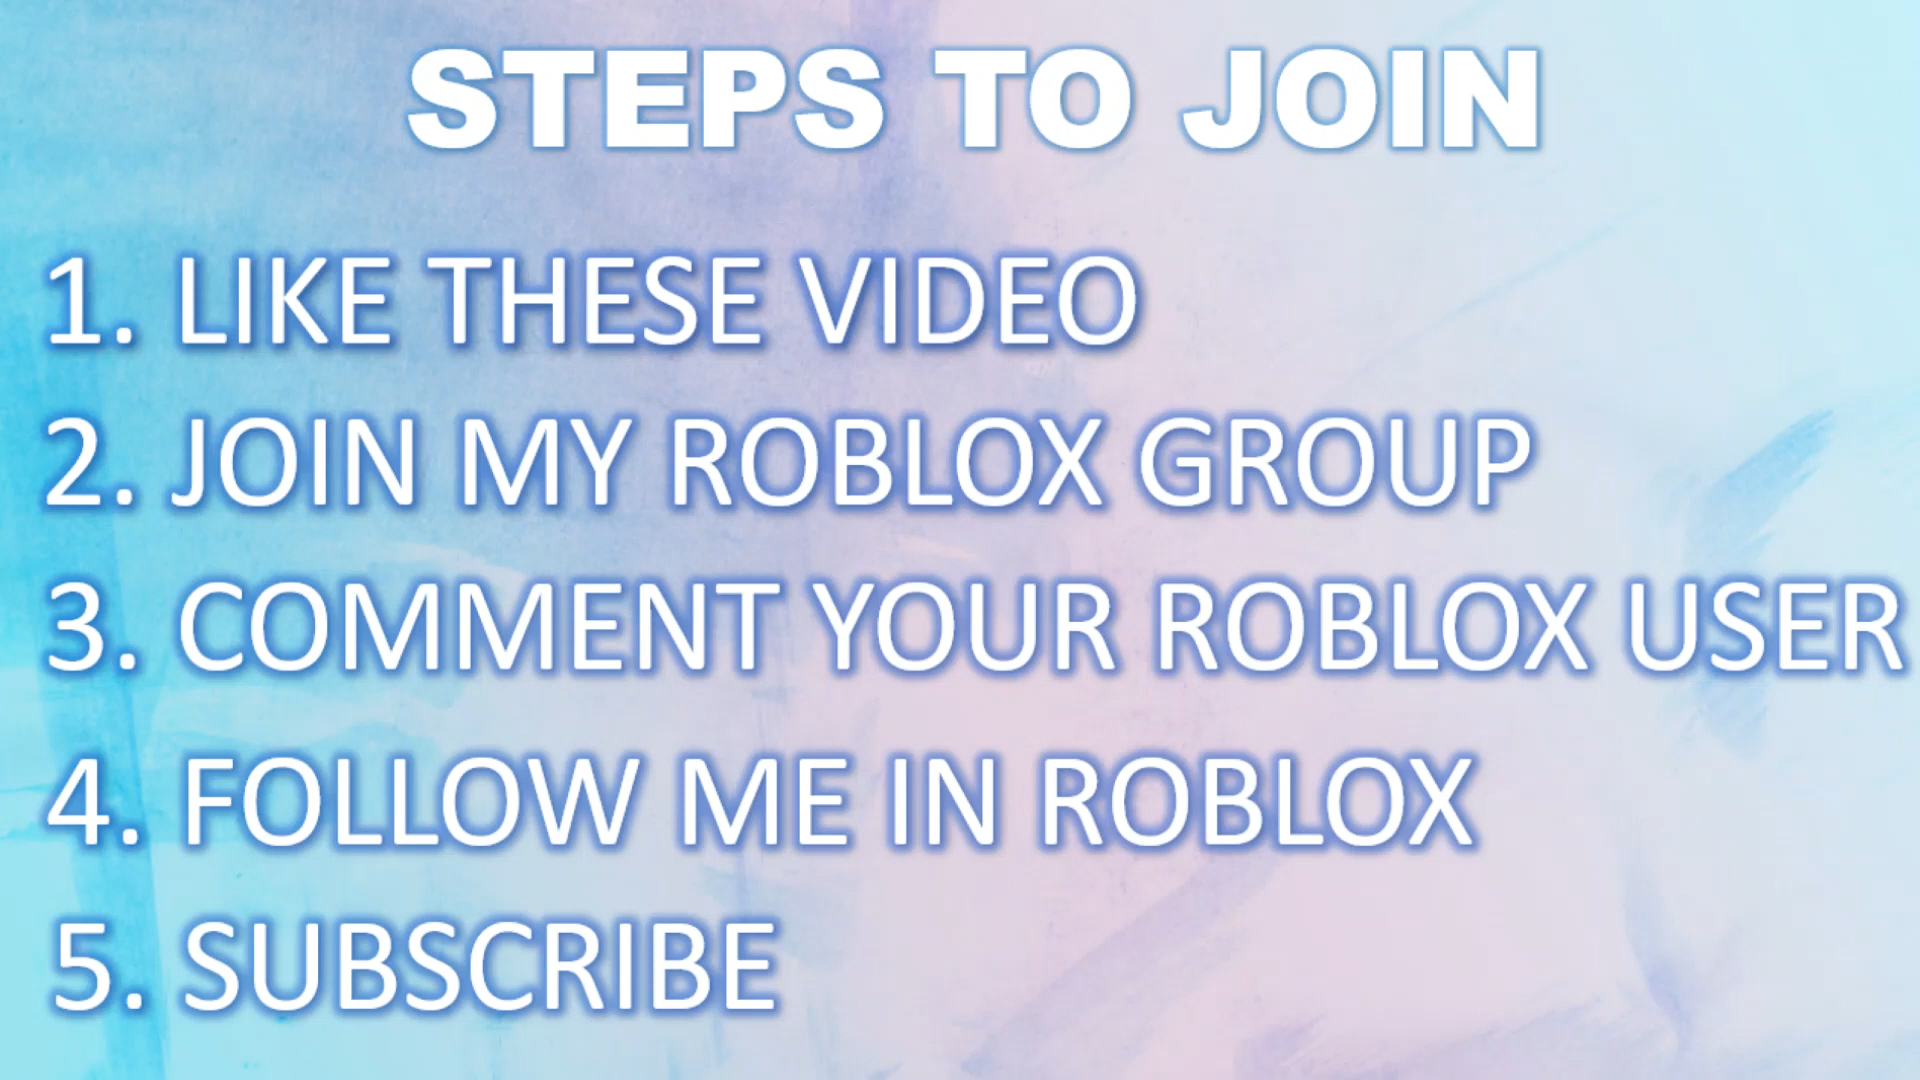 STEPS TO JOIN
1. LIKE THESE VIDEO
2. JOIN MY ROBLOX GROUP
3. COMMENT YOUR ROBLOX USER
4. FOLLOW ME IN ROBLOX
5. SUBSCRIBE